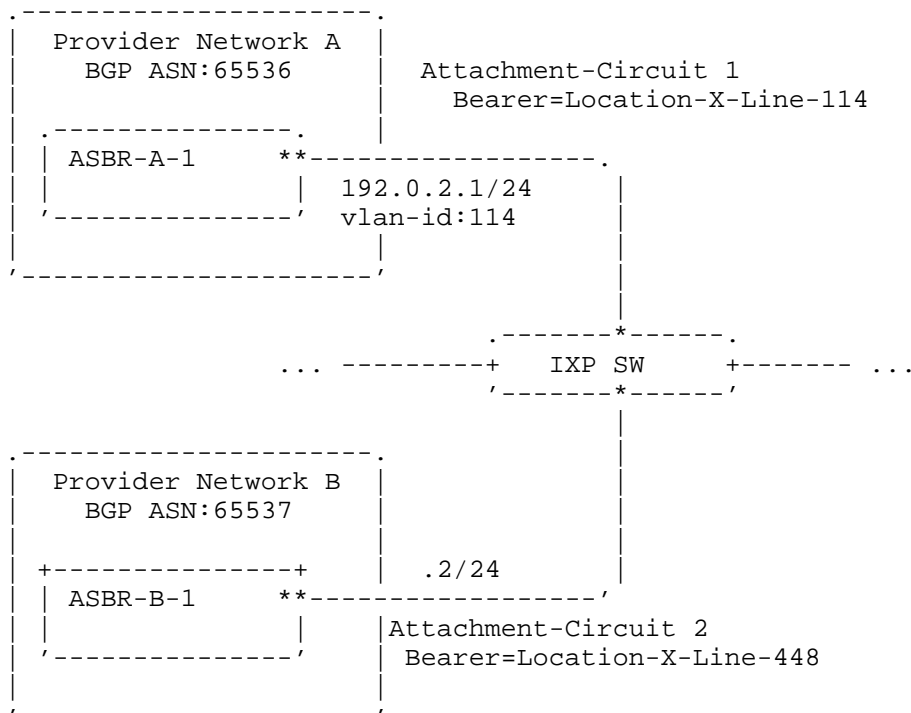 Provider Network A
BGP ASN:65536
Attachment-Circuit 1
Bearer=Location-X-Line-114
ASBR-A-1
192.0.2.1/24
vlan-id:114
... IXP SW ...
Provider Network B
BGP ASN:65537
.2/24
ASBR-B-1
Attachment-Circuit 2
Bearer=Location-X-Line-448